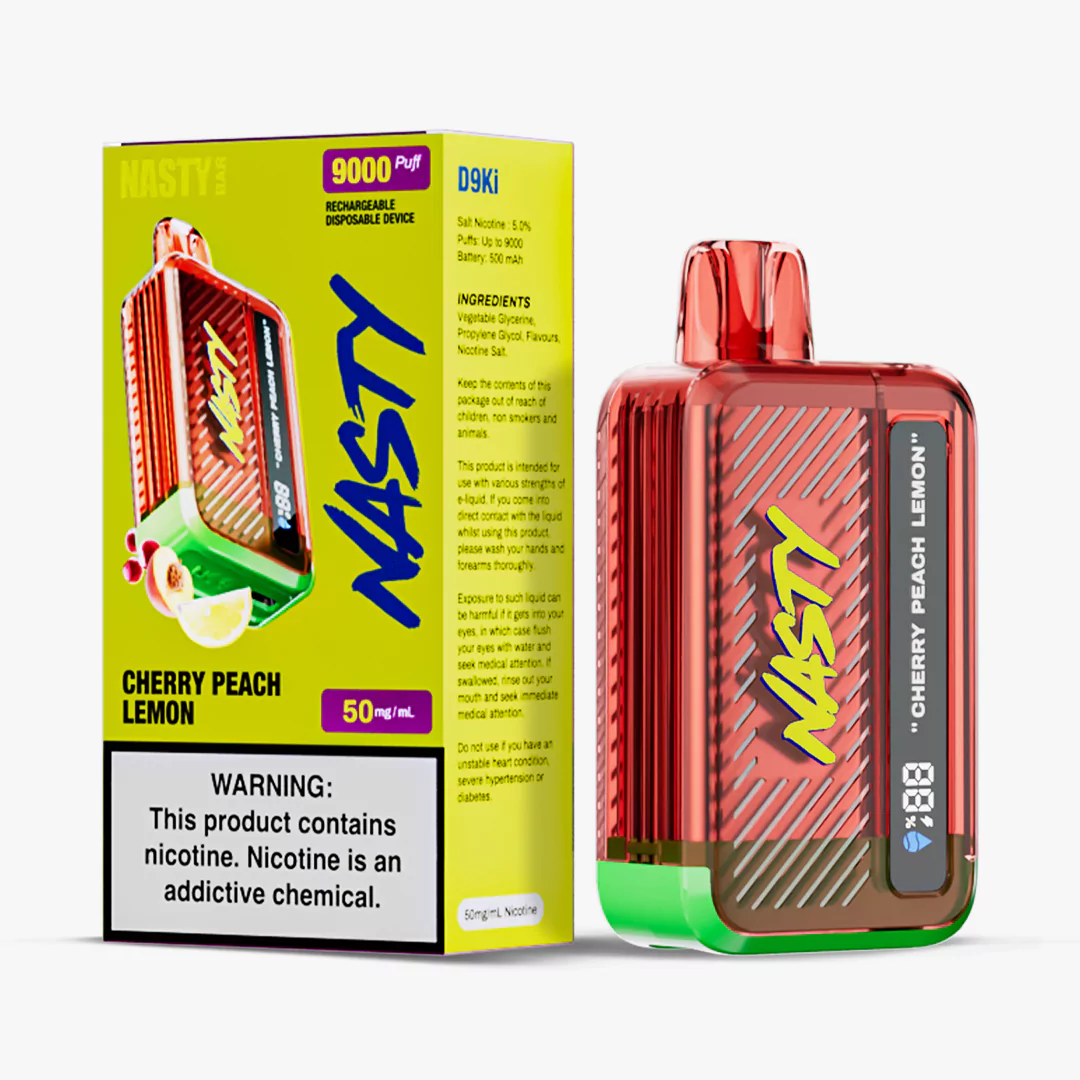 NASTY BAR
9000 Puff
RECHARGEABLE
DISPOSABLE DEVICE
NASTY
"CHERRY PEACH LEMON"
88
NASTY
CHERRY PEACH
LEMON
50 mg/mL
WARNING:
This product contains
nicotine. Nicotine is an
addictive chemical.
D9Ki
Salt Nicotine : 5.0%
Puffs: Up to 9000
Battery: 500 mAh
INGREDIENTS
Vegetable Glycerine,
Propylene Glycol, Flavours,
Nicotine Salt.
Keep the contents of this
package out of reach of
children, non smokers and
animals.
This product is intended for
use with various strengths of
e-liquid. If you come into
direct contact with the liquid
whilst using this product,
please wash your hands and
forearms thoroughly.
Exposure to such liquid can
be harmful if it gets into your
eyes, in which case flush
your eyes with water and
seek medical attention. If
swallowed, rinse out your
mouth and seek immediate
medical attention.
Do not use if you have an
unstable heart condition,
severe hypertension or
diabetes.
50mg/mL Nicotine
NASTY
"CHERRY PEACH LEMON"
88%